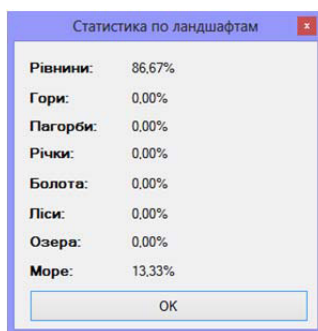 Статистика по ландшафтам
x
Рівнини: 86,67%
Гори: 0,00%
Пагорби: 0,00%
Річки: 0,00%
Болота: 0,00%
Ліси: 0,00%
Озера: 0,00%
Море: 13,33%
OK